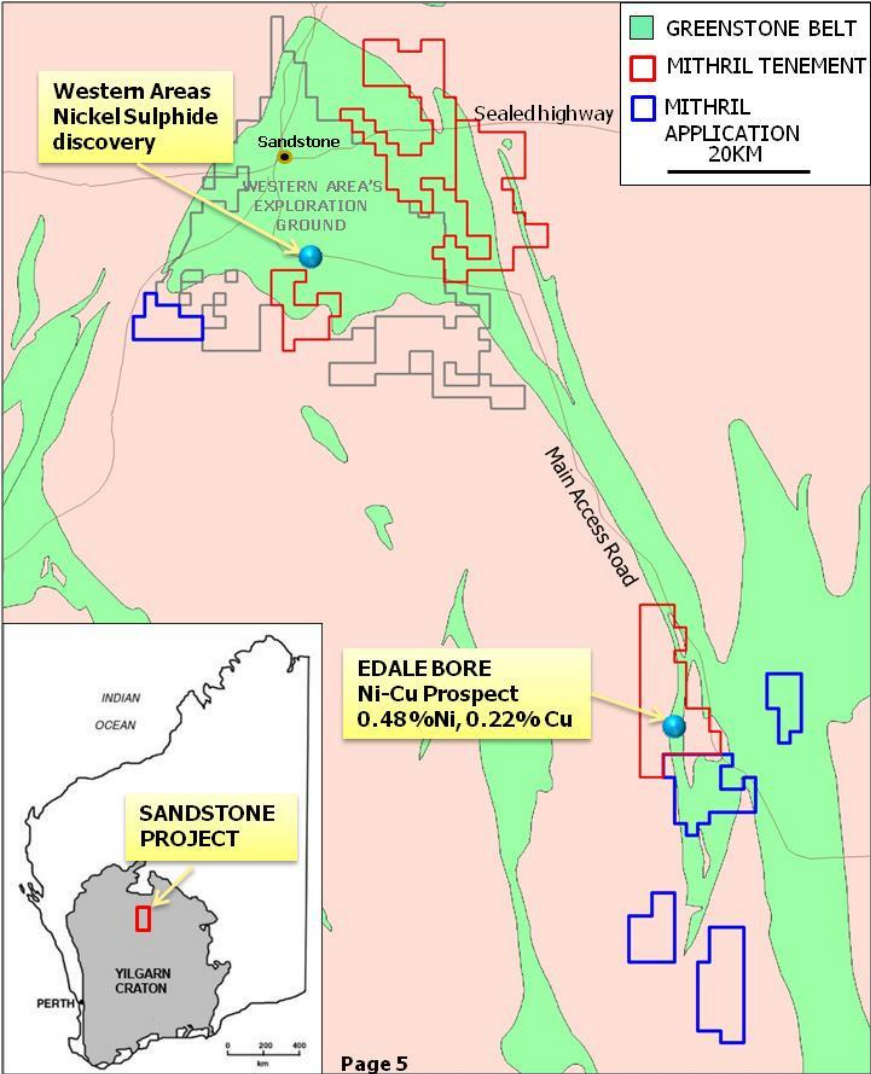 GREENSTONE BELT
MITHRIL TENEMENT
MITHRIL
APPLICATION
20KM
Western Areas
Nickel Sulphide
discovery
Sealed highway
Sandstone
WESTERN AREA'S
EXPLORATION
GROUND
Main Access Road
EDALE BORE
Ni-Cu Prospect
0.48%Ni, 0.22% Cu
INDIAN
OCEAN
SANDSTONE
PROJECT
YILGARN
CRATON
PERTH
0 200 400
km
Page 5